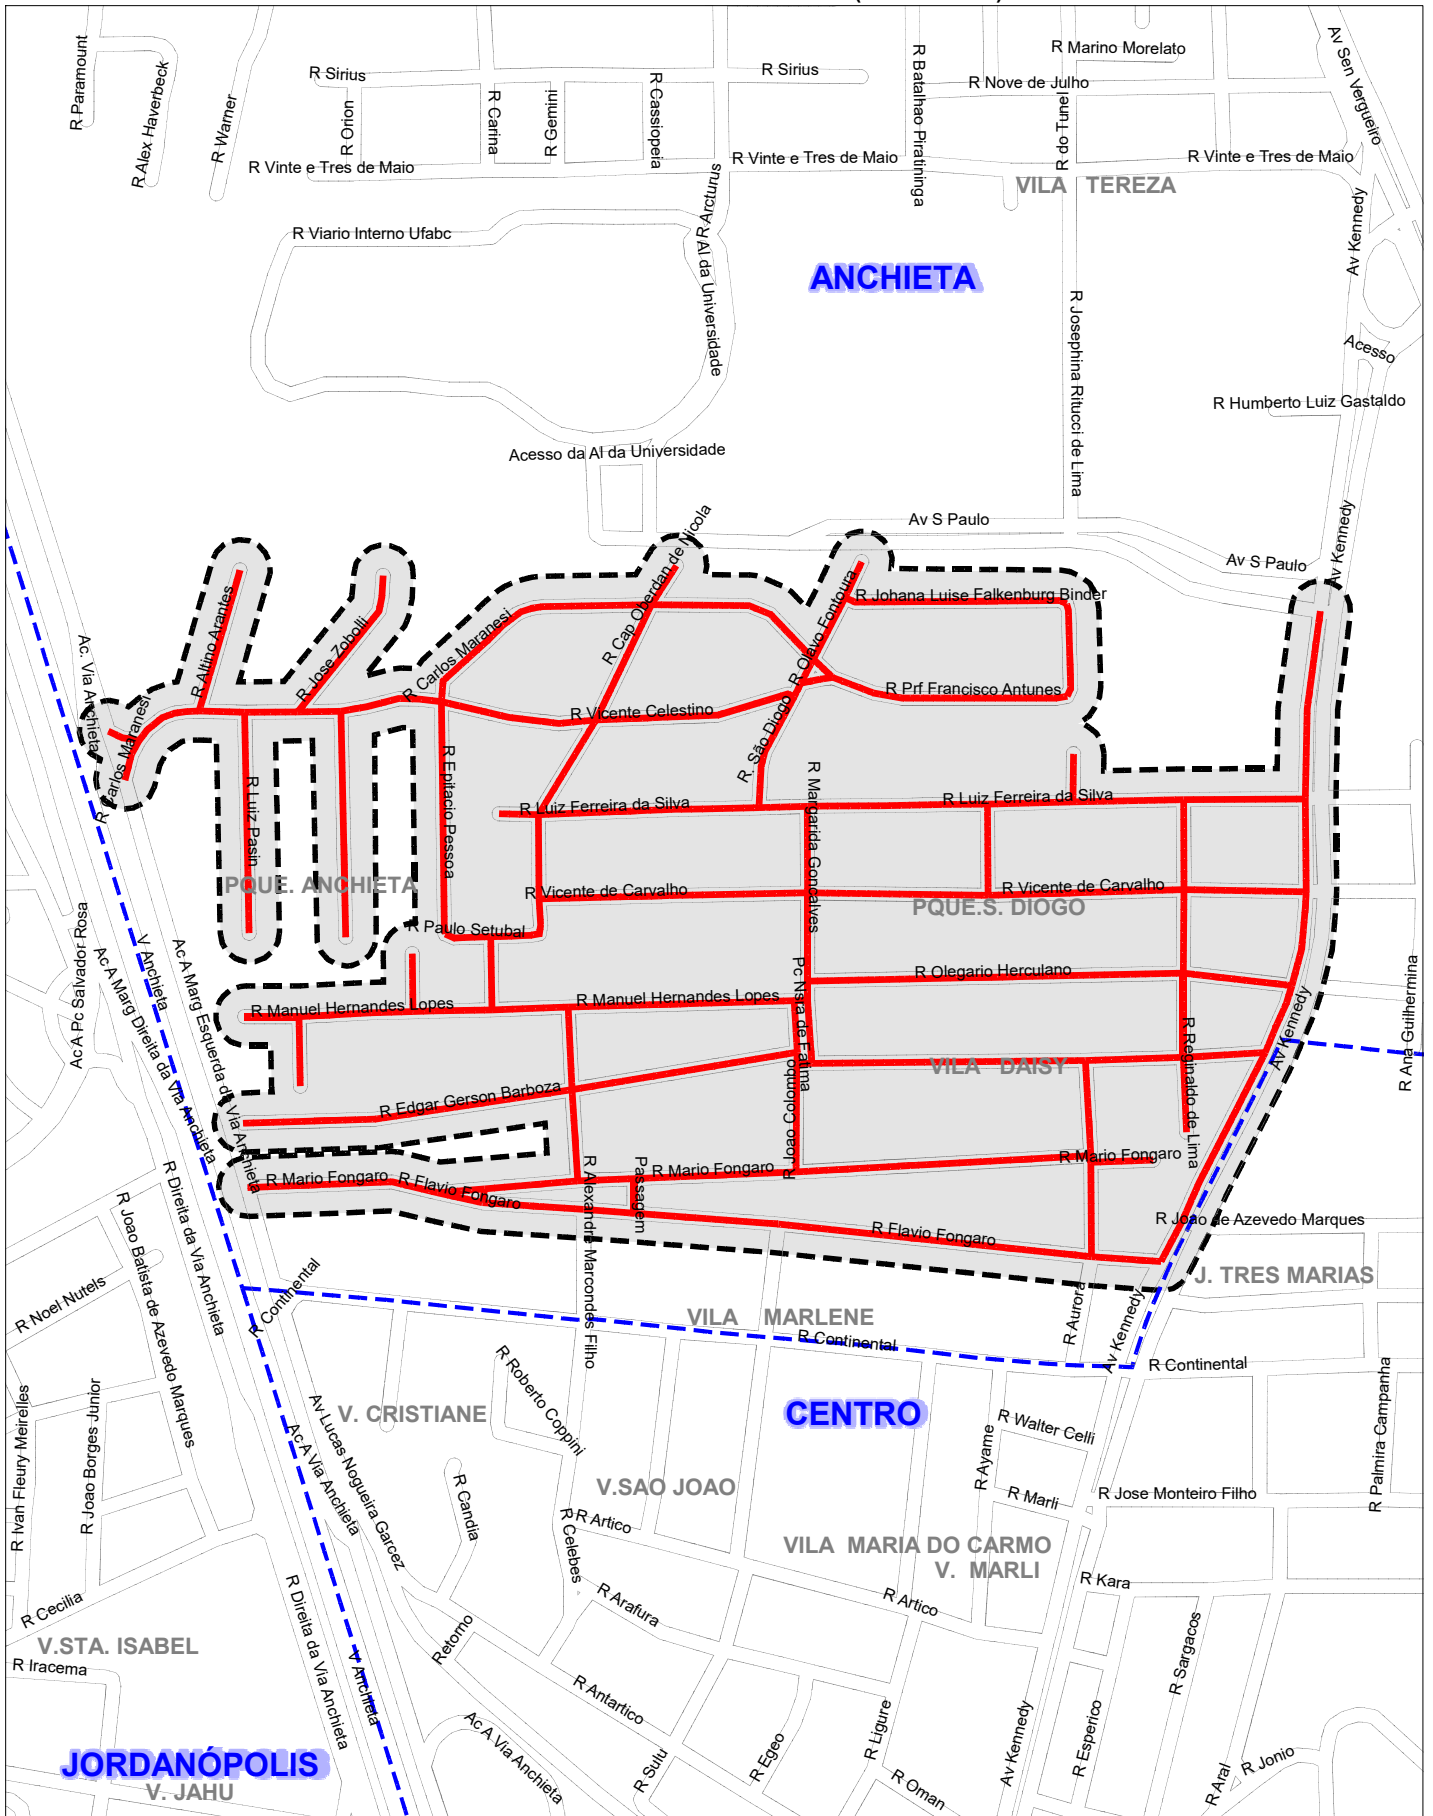 R Paramount
R Alex Haverbeck
R Warner
R Sirius
R Orion
R Carina
R Gemini
R Cassiopeia
R Sirius
R Batalhao Piratininga
R Marino Morelato
R Nove de Julho
R do Tunel
Av Sen Vergueiro
R Vinte e Tres de Maio
R Vinte e Tres de Maio
R Vinte e Tres de Maio
VILA TEREZA
R Arcturus
R Viario Interno Ufabc
Al da Universidade
ANCHIETA
Av Kennedy
R Josephina Ritucci de Lima
Acesso
R Humberto Luiz Gastaldo
Acesso da Al da Universidade
Av S Paulo
Av S Paulo
Av Kennedy
R Cap Oberdan de Nicola
R Altino Arantes
R Jose Zobolli
R Carlos Maranesi
R Olavo Fontoura
R Johana Luise Falkenburg Binder
R Prf Francisco Antunes
Ac. Via Anchieta
R Carlos Maranesi
R Vicente Celestino
R. São Diogo
R Luiz Pasin
R Epitacio Pessoa
R Luiz Ferreira da Silva
R Margarida Goncalves
R Luiz Ferreira da Silva
PQUE. ANCHIETA
R Vicente de Carvalho
R Vicente de Carvalho
PQUE.S. DIOGO
R Paulo Setubal
Ac A Pc Salvador Rosa
V Anchieta
Ac A Marg Direita da Via Anchieta
Ac A Marg Esquerda da Via Anchieta
R Manuel Hernandes Lopes
R Manuel Hernandes Lopes
Pc Nsra de Fatima
R Olegario Herculano
R Ana Guilhermina
Av Kennedy
R Reginaldo de Lima
VILA DAISY
R Edgar Gerson Barboza
R Joao Colonquo
R Mario Fongaro
R Flavio Fongaro
R Mario Fongaro
R Mario Fongaro
Passagem
R Alexandre Marcondes Filho
R Flavio Fongaro
R Joao de Azevedo Marques
J. TRES MARIAS
R Direita da Via Anchieta
R Joao Batista de Azevedo Marques
R Noel Nutels
R Continental
VILA MARLENE
R Continental
R Aurora
Av Kennedy
R Continental
R Palmira Campanha
R Roberto Coppini
V. CRISTIANE
CENTRO
R Walter Celli
R Ayame
R Ivan Fleury Meirelles
R Joao Borges Junior
Av Lucas Nogueira Garcez
Ac A Via Anchieta
R Candia
V.SAO JOAO
R Marli
R Jose Monteiro Filho
R Artico
R Celebes
VILA MARIA DO CARMO
V. MARLI
R Kara
R Artico
R Arafura
R Cecilia
R Direita da Via Anchieta
V.STA. ISABEL
R Iracema
Retorno
V Anchieta
R Sargacos
R Antartico
R Ligure
Av Kennedy
R Esperico
R Egeo
R Sulu
Ac A Via Anchieta
R Oman
R Aral
R Jonio
JORDANÓPOLIS
V. JAHU